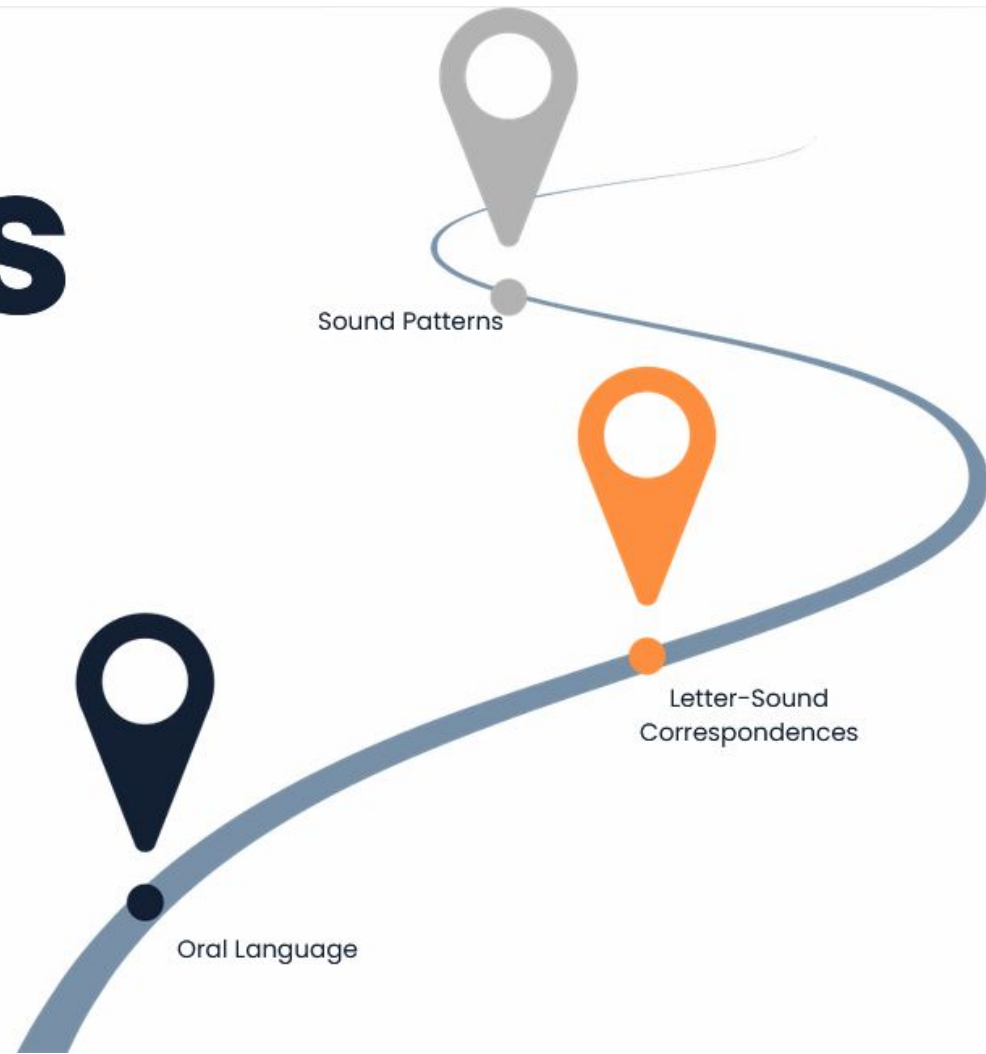 s
Sound Patterns
Letter-Sound
Correspondences
Oral Language